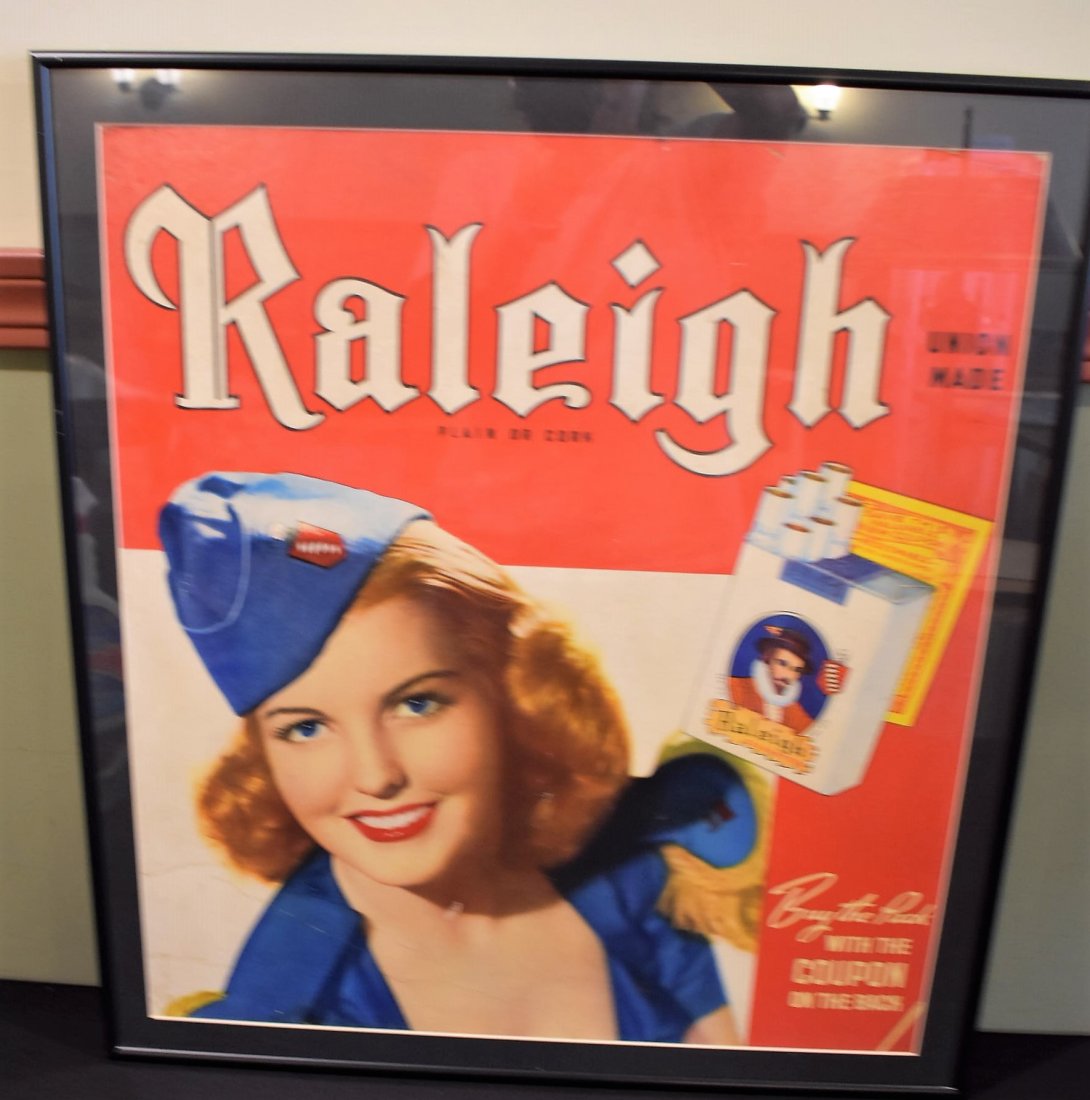 Raleigh
UNION
MADE
PLAIN OR CORK
Raleigh
Buy the Pack
WITH THE
COUPON
ON THE BACK